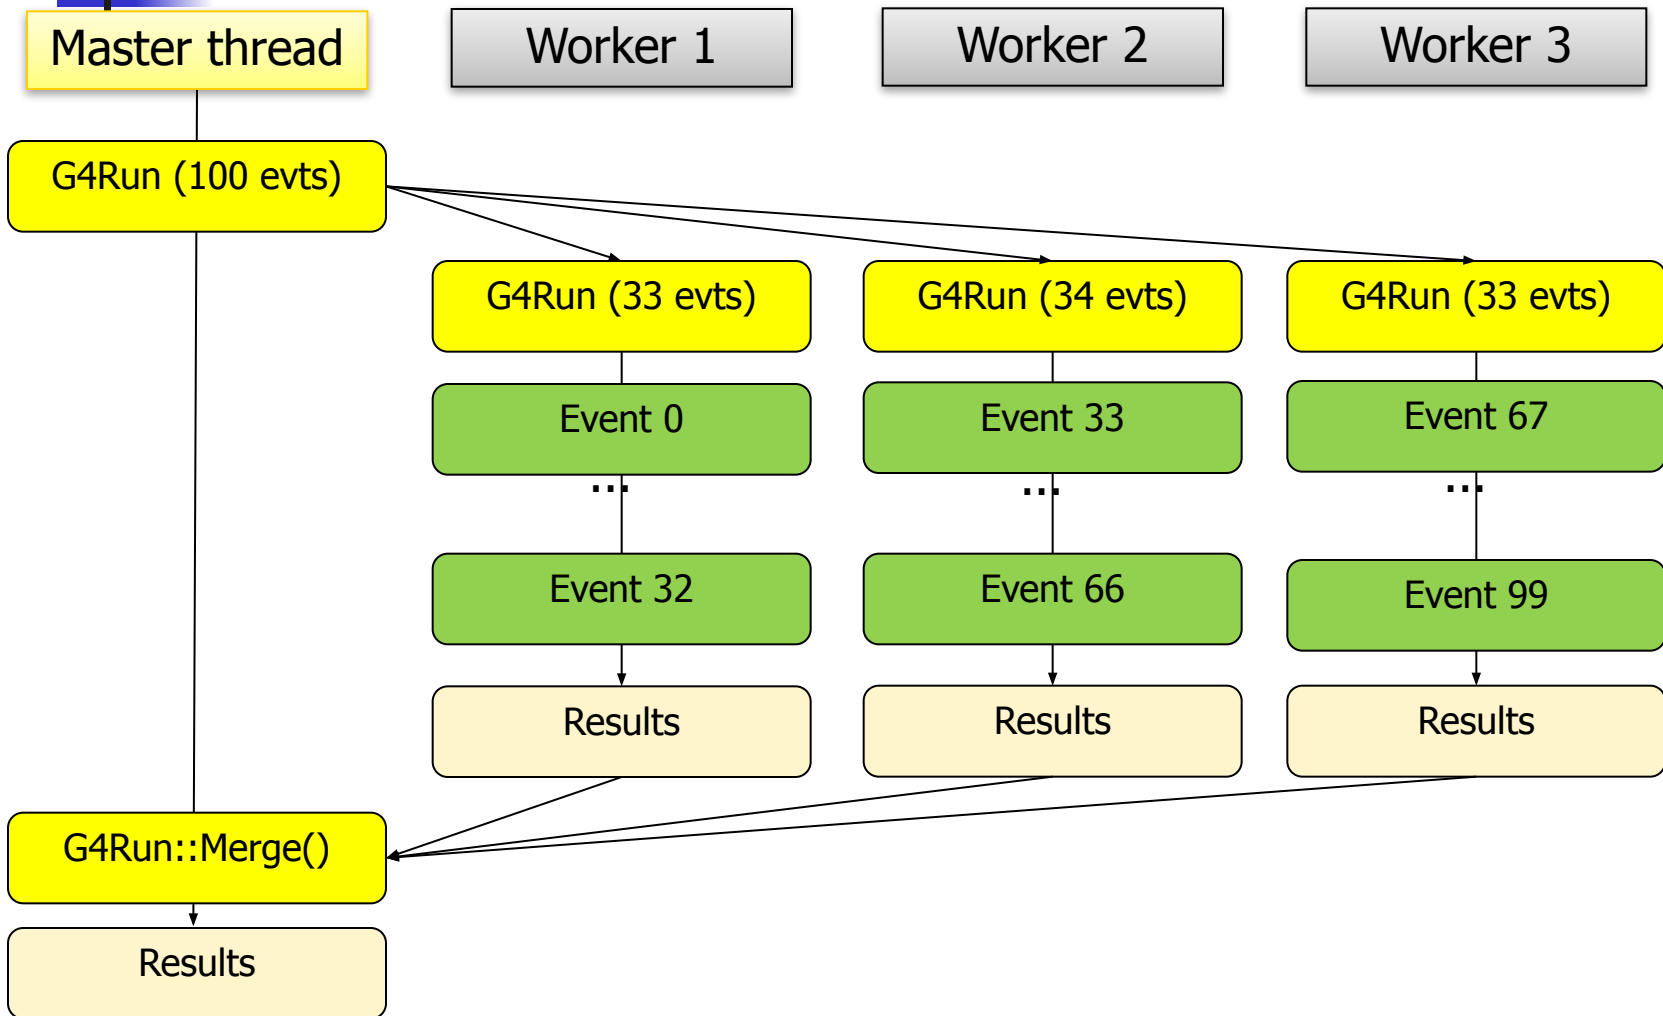 Master thread
Worker 1
Worker 2
Worker 3
G4Run (100 evts)
G4Run (33 evts)
G4Run (34 evts)
G4Run (33 evts)
Event 0
Event 33
Event 67
...
...
...
Event 32
Event 66
Event 99
Results
Results
Results
G4Run::Merge()
Results